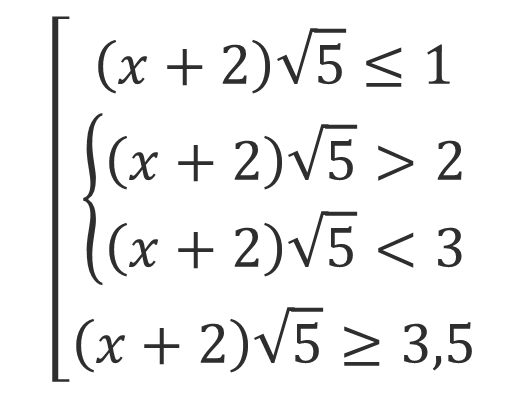 (x + 2)√5 ≤ 1
(x + 2)√5 > 2
(x + 2)√5 < 3
(x + 2)√5 ≥ 3,5